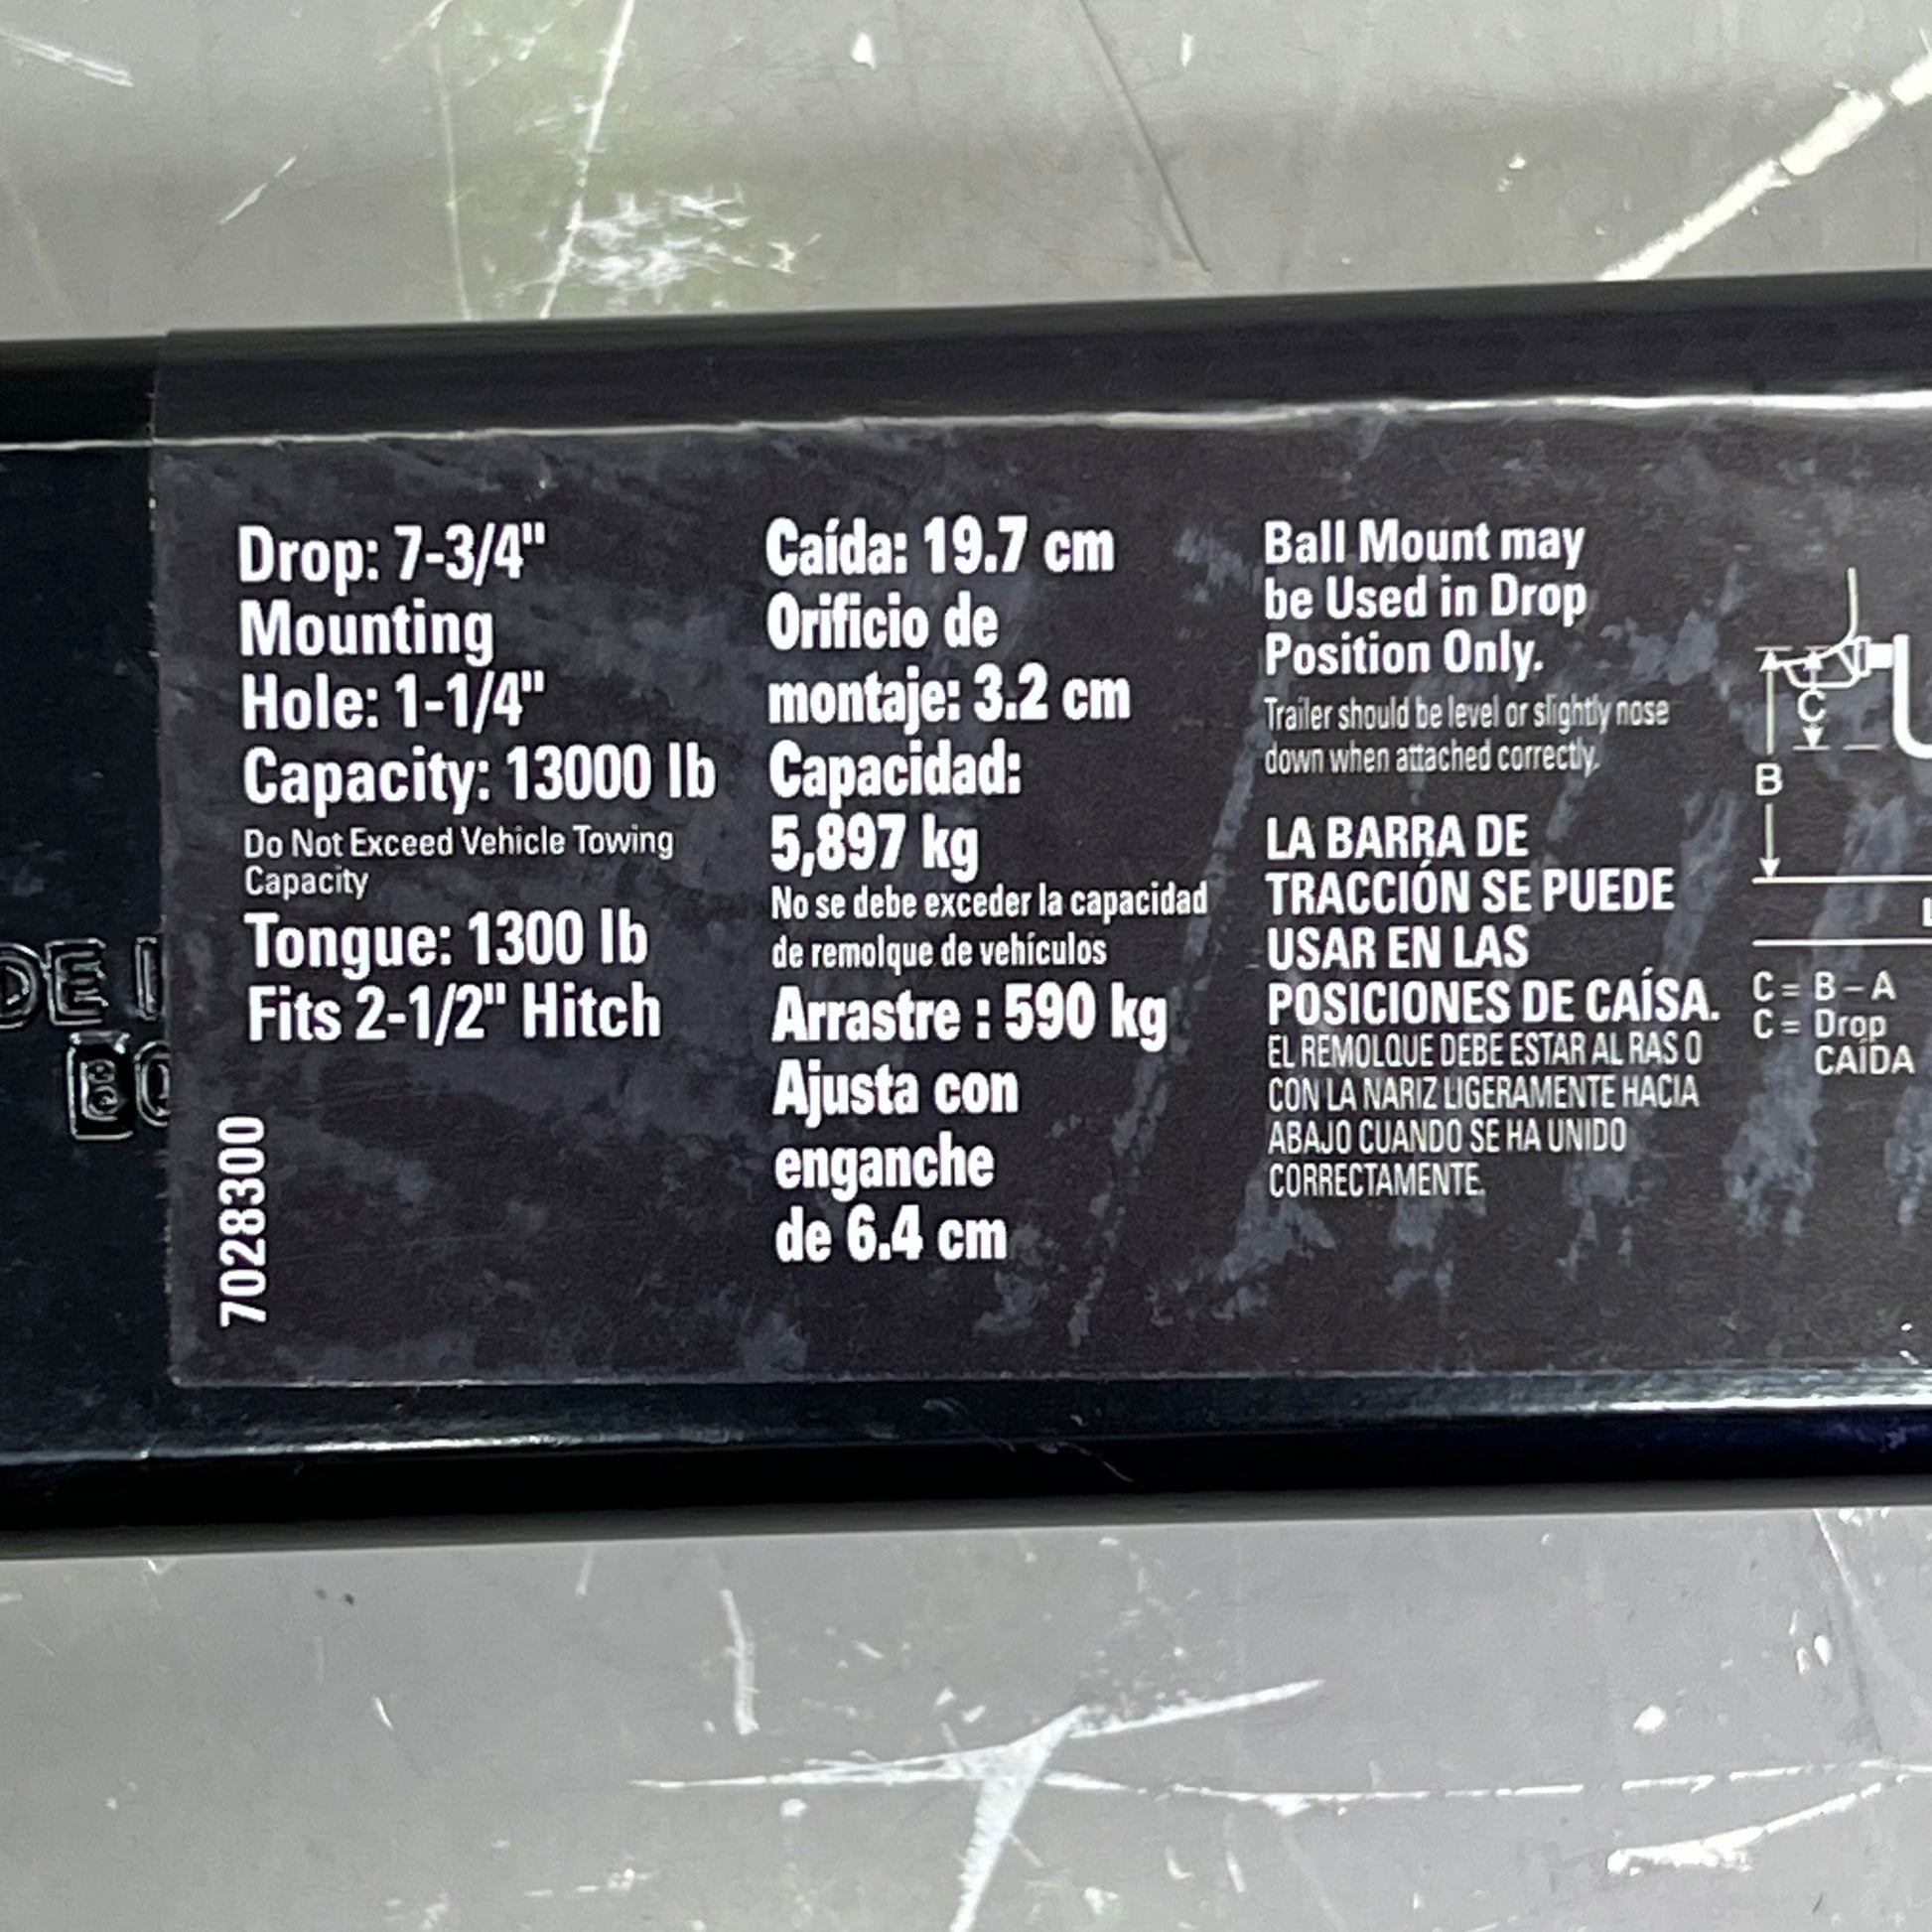 Drop: 7-3/4"
Mounting
Hole: 1-1/4"
Capacity: 13000 lb
Do Not Exceed Vehicle Towing
Capacity
Tongue: 1300 lb
Fits 2-1/2" Hitch
7028300
Caída: 19.7 cm
Orificio de
montaje: 3.2 cm
Capacidad:
5,897 kg
No se debe exceder la capacidad
de remolque de vehículos
Arrastre : 590 kg
Ajusta con
enganche
de 6.4 cm
Ball Mount may
be Used in Drop
Position Only.
Trailer should be level or slightly nose
down when attached correctly.
LA BARRA DE
TRACCIÓN SE PUEDE
USAR EN LAS
POSICIONES DE CAÍSA.
EL REMOLQUE DEBE ESTAR AL RAS O
CON LA NARIZ LIGERAMENTE HACIA
ABAJO CUANDO SE HA UNIDO
CORRECTAMENTE.
C
B
C = B – A
C = Drop
CAÍDA